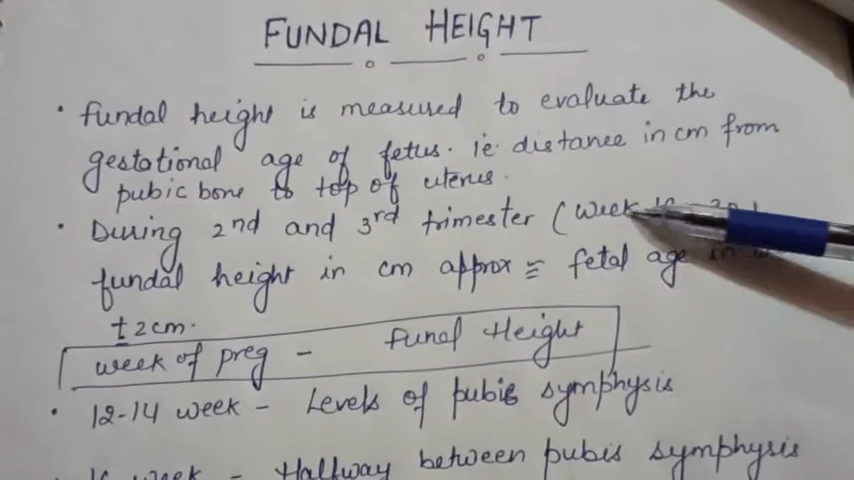 FUNDAL HEIGHT
• fundal height is measured to evaluate the
gestational age of fetus. ie. distance in cm from
pubic bone to top of uterus.
• During 2nd and 3rd trimester (week
fundal height in cm approx ≅ fetal age in
±2cm.
week of preg - Funal Height
• 12-14 week - Levels of pubis symphysis
week - Halfway between pubis symphysis